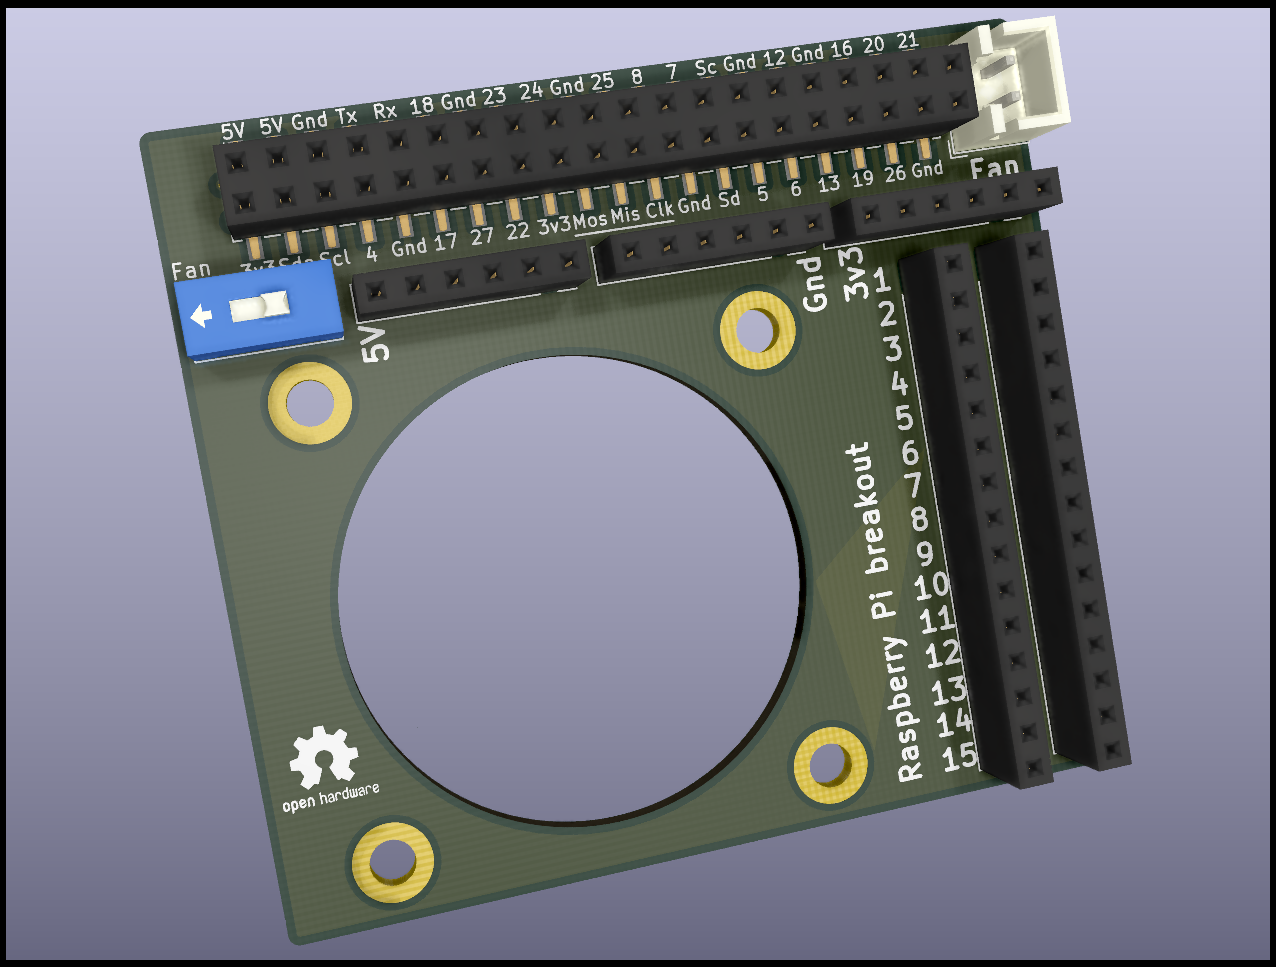 5V 5V Gnd Tx Rx 18 Gnd 23 24 Gnd 25 8 7 Sc Gnd 12 Gnd 16 20 21
Fan
3v3 Sda Scl 4 Gnd 17 27 22 3v3 Mos Mis Clk Gnd Sd 5 6 13 19 26 Gnd
Fan
5V
Gnd
3v3
1
2
3
4
5
6
7
8
9
10
11
12
13
14
15
Raspberry Pi breakout
open hardware